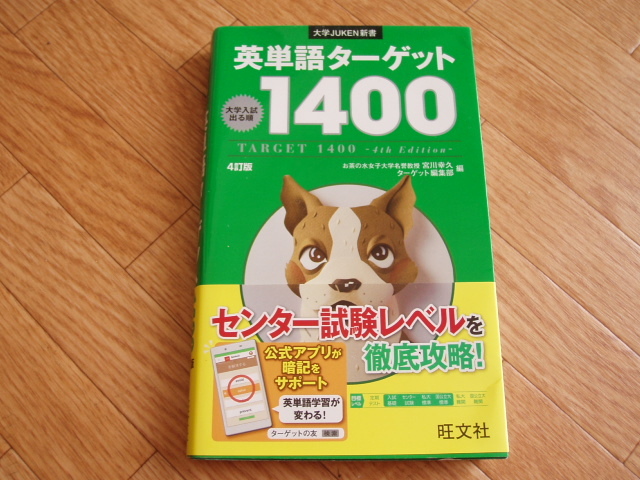 大学JUKEN新書
英単語ターゲット
大学入試
出る順
1400
TARGET 1400 ~4th Edition~
4訂版
お茶の水女子大学名誉教授 宮川幸久
ターゲット編集部 編
センター試験レベルを
徹底攻略!
公式アプリが
暗記を
サポート
英単語学習が
変わる!
ターゲットの友 検索
旺文社